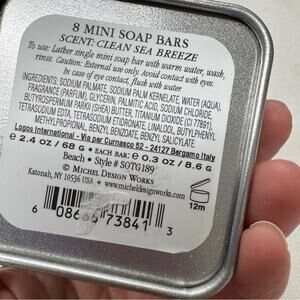 8 MINI SOAP BARS
SCENT: CLEAN SEA BREEZE
To use: Lather single mini soap bar with warm water, wash,
rinse. Caution: External use only. Avoid contact with eyes.
In case of eye contact, flush with water.
INGREDIENTS: SODIUM PALMATE, SODIUM PALM KERNELATE, WATER (AQUA),
FRAGRANCE (PARFUM), GLYCERIN, PALMITIC ACID, SODIUM CHLORIDE,
BUTYROSPERMUM PARKII (SHEA) BUTTER, TITANIUM DIOXIDE (CI 77891),
TETRASODIUM EDTA, TETRASODIUM ETIDRONATE, LINALOOL, BUTYLPHENYL
METHYLPROPIONAL, BENZYL BENZOATE, BENZYL SALICYLATE.
Logos International - Via per Curnasco 52 - 24127 Bergamo Italy
℮ 2.4 oz / 68 g • EACH BAR: ℮ 0.3 oz / 8.6 g
Beach • Style # SOTG189
© MICHEL DESIGN WORKS
Katonah, NY 10536 USA • www.micheldesignworks.com
12m
6 08666 73841 3